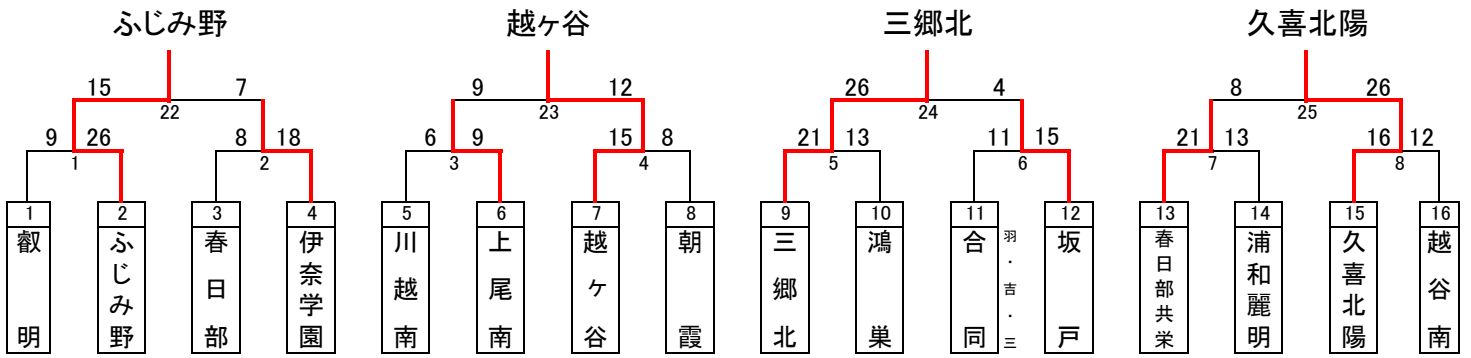 ふじみ野 越ヶ谷 三郷北 久喜北陽
15 7 9 12 26 4 8 26
22 23 24 25
9 26 8 18 6 9 15 8 21 13 11 15 21 13 16 12
1 2 3 4 5 6 7 8
1 2 3 4 5 6 7 8 9 10 11 12 13 14 15 16
叡明
ふじみ野
春日部
伊奈学園
川越南
上尾南
越ヶ谷
朝霞
三郷北
鴻巣
合同
羽・吉・三
坂戸
春日部共栄
浦和麗明
久喜北陽
越谷南